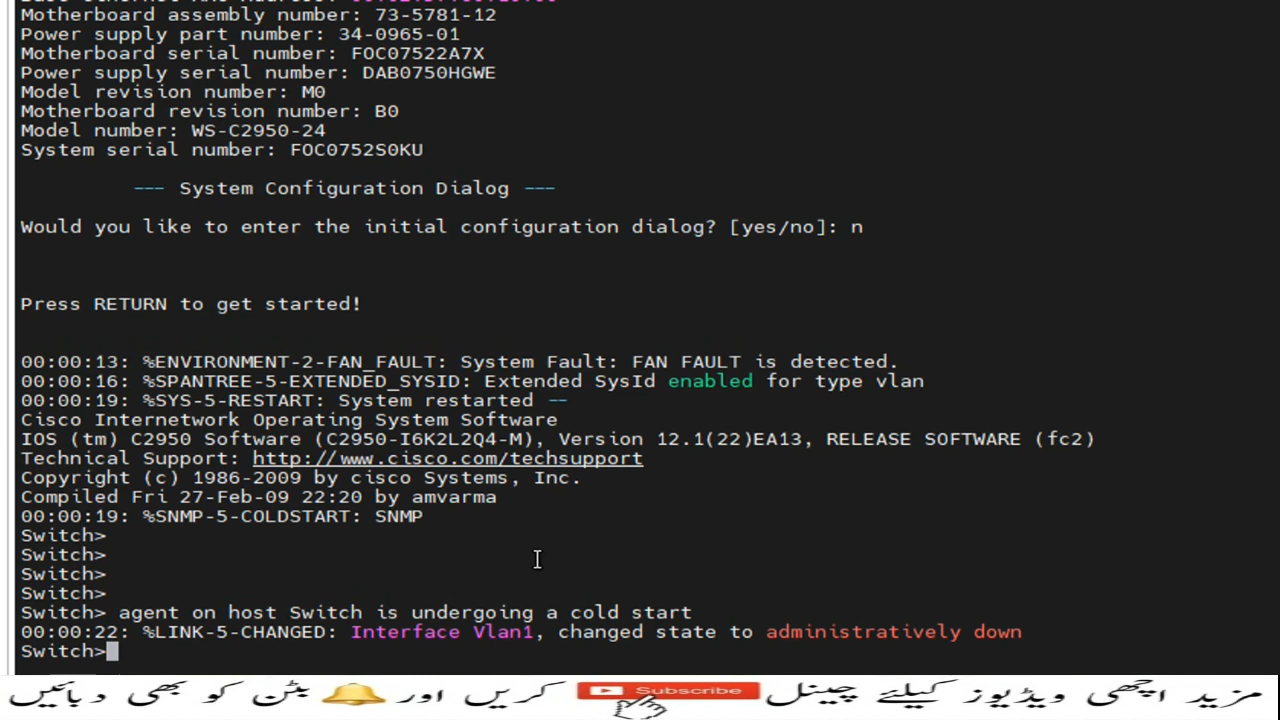 Motherboard assembly number: 73-5781-12
Power supply part number: 34-0965-01
Motherboard serial number: FOC07522A7X
Power supply serial number: DAB0750HGWE
Model revision number: M0
Motherboard revision number: B0
Model number: WS-C2950-24
System serial number: FOC0752S0KU
--- System Configuration Dialog ---
Would you like to enter the initial configuration dialog? [yes/no]: n
Press RETURN to get started!
00:00:13: %ENVIRONMENT-2-FAN_FAULT: System Fault: FAN FAULT is detected.
00:00:16: %SPANTREE-5-EXTENDED_SYSID: Extended SysId enabled for type vlan
00:00:19: %SYS-5-RESTART: System restarted --
Cisco Internetwork Operating System Software
IOS (tm) C2950 Software (C2950-I6K2L2Q4-M), Version 12.1(22)EA13, RELEASE SOFTWARE (fc2)
Technical Support: http://www.cisco.com/techsupport
Copyright (c) 1986-2009 by cisco Systems, Inc.
Compiled Fri 27-Feb-09 22:20 by amvarma
00:00:19: %SNMP-5-COLDSTART: SNMP
Switch>
Switch>
Switch>
Switch>
Switch> agent on host Switch is undergoing a cold start
00:00:22: %LINK-5-CHANGED: Interface Vlan1, changed state to administratively down
Switch>
مزید اچھی ویڈیوز کیلئے چینل Subscribe کریں اور بٹن کو بھی دبائیں